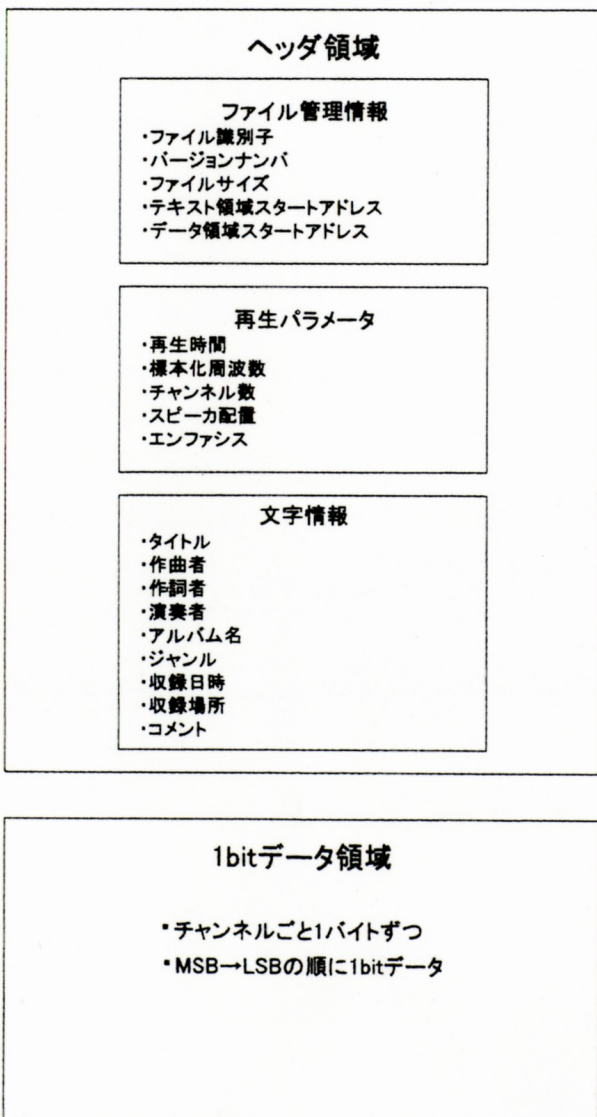 ヘッダ領域
ファイル管理情報
・ファイル識別子
・バージョンナンバ
・ファイルサイズ
・テキスト領域スタートアドレス
・データ領域スタートアドレス
再生パラメータ
・再生時間
・標本化周波数
・チャンネル数
・スピーカ配置
・エンファシス
文字情報
・タイトル
・作曲者
・作詞者
・演奏者
・アルバム名
・ジャンル
・収録日時
・収録場所
・コメント
1bitデータ領域
・チャンネルごと1バイトずつ
・MSB→LSBの順に1bitデータ